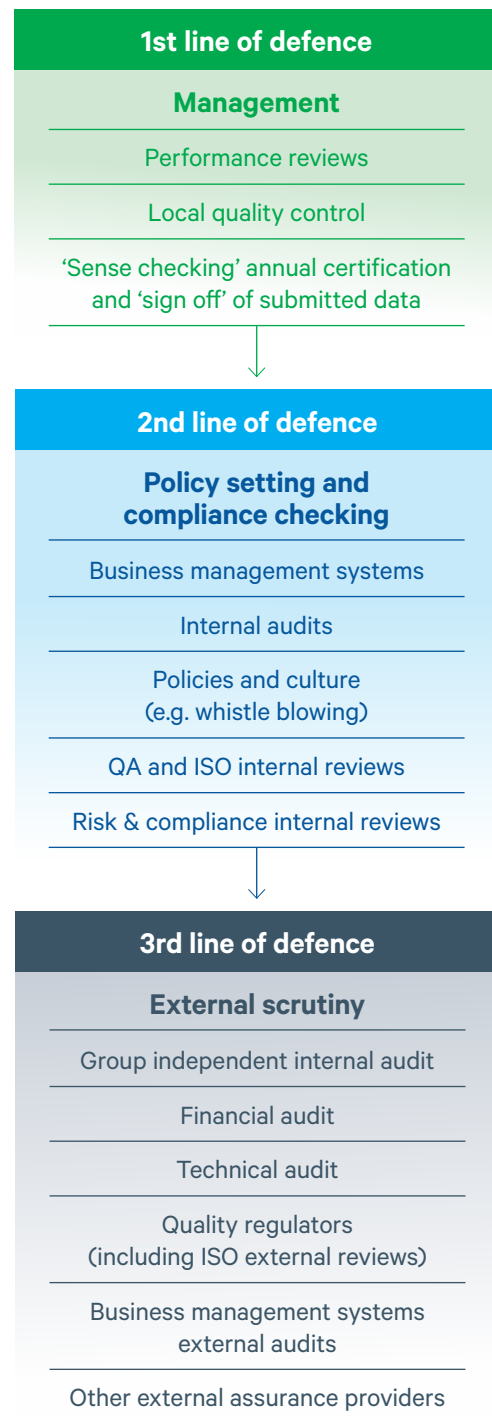 1st line of defence
Management
Performance reviews
Local quality control
‘Sense checking’ annual certification
and ‘sign off’ of submitted data
2nd line of defence
Policy setting and
compliance checking
Business management systems
Internal audits
Policies and culture
(e.g. whistle blowing)
QA and ISO internal reviews
Risk & compliance internal reviews
3rd line of defence
External scrutiny
Group independent internal audit
Financial audit
Technical audit
Quality regulators
(including ISO external reviews)
Business management systems
external audits
Other external assurance providers